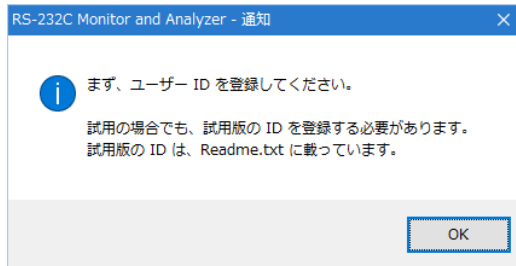 RS-232C Monitor and Analyzer - 通知
まず、ユーザー ID を登録してください。
試用の場合でも、試用版の ID を登録する必要があります。
試用版の ID は、Readme.txt に載っています。
OK